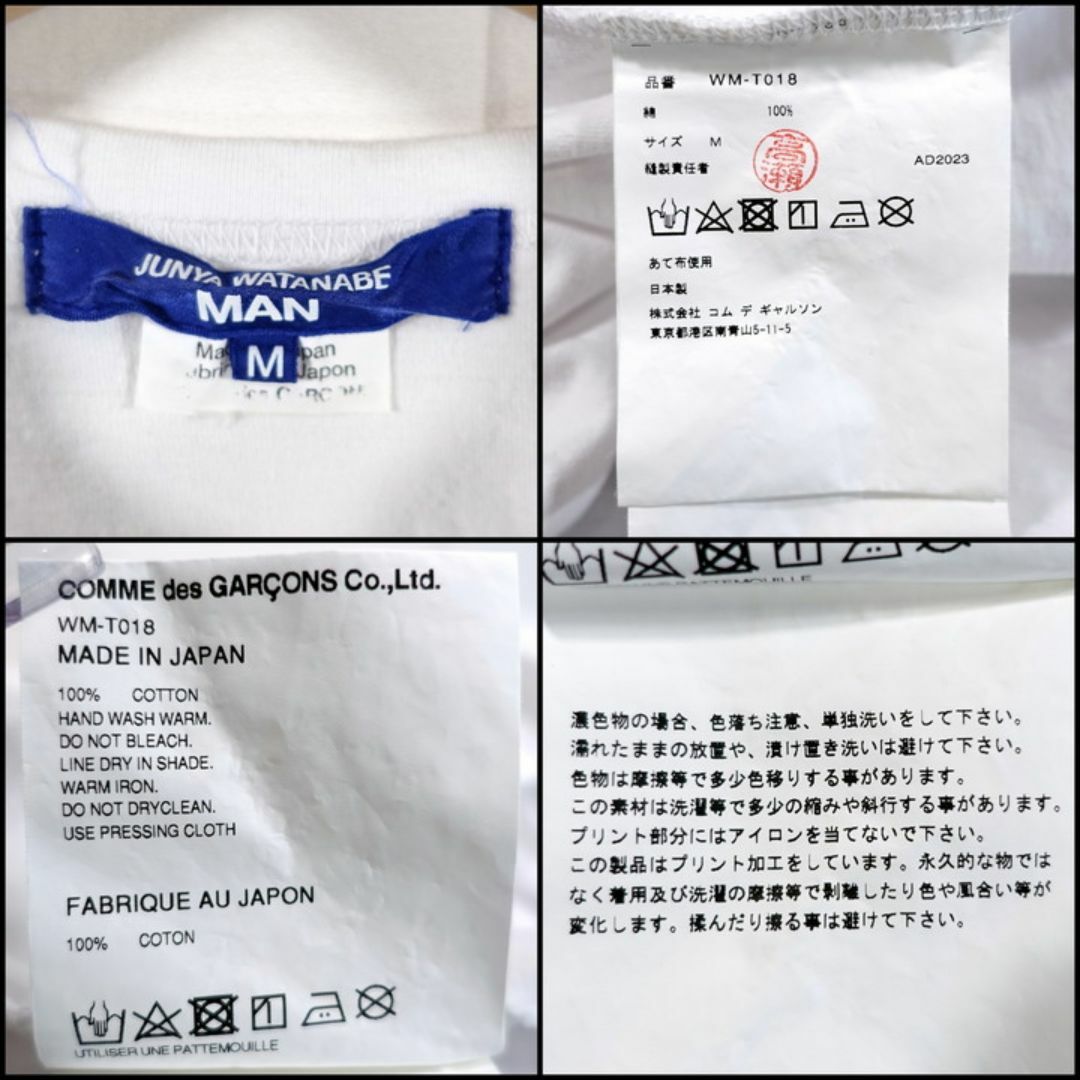 JUNYA WATANABE
MAN
M
Japon
品番 WM-T018
綿 100%
サイズ M
縫製責任者
AD2023
あて布使用
日本製
株式会社 コム デ ギャルソン
東京都港区南青山5-11-5
COMME des GARÇONS Co.,Ltd.
WM-T018
MADE IN JAPAN
100% COTTON
HAND WASH WARM.
DO NOT BLEACH.
LINE DRY IN SHADE.
WARM IRON.
DO NOT DRYCLEAN.
USE PRESSING CLOTH
FABRIQUE AU JAPON
100% COTON
UTILISER UNE PATTEMOUILLE
PATTEMOUILLE
濃色物の場合、色落ち注意、単独洗いをして下さい。
濡れたままの放置や、漬け置き洗いは避けて下さい。
色物は摩擦等で多少色移りする事があります。
この素材は洗濯等で多少の縮みや斜行する事があります。
プリント部分にはアイロンを当てないで下さい。
この製品はプリント加工をしています。永久的な物では
なく着用及び洗濯の摩擦等で剥離したり色や風合い等が
変化します。揉んだり擦る事は避けて下さい。